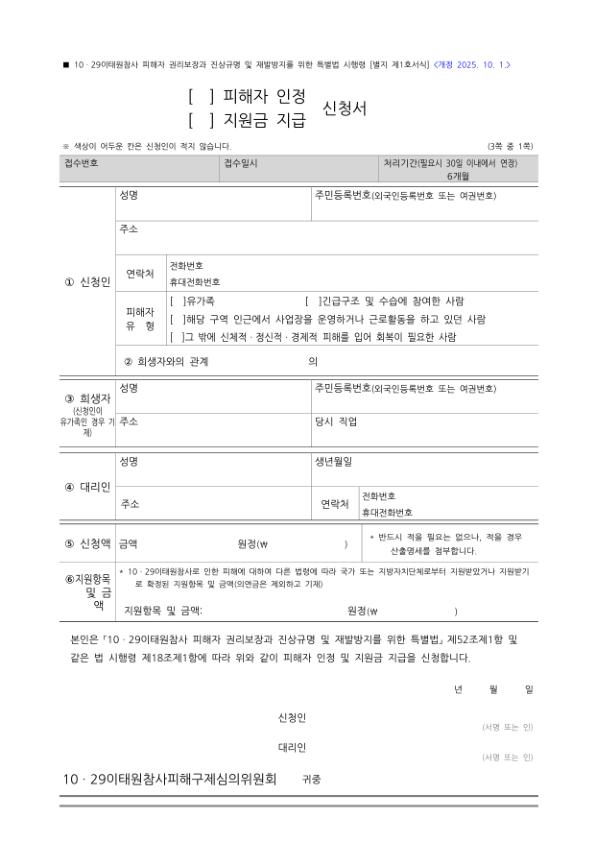 ■ 10·29이태원참사 피해자 권리보장과 진상규명 및 재발방지를 위한 특별법 시행령 [별지 제1호서식] <개정 2025. 10. 1.>
[ ] 피해자 인정
[ ] 지원금 지급
신청서
※ 색상이 어두운 칸은 신청인이 적지 않습니다.
(3쪽 중 1쪽)
접수번호
접수일시
처리기간(필요시 30일 이내에서 연장)
6개월
① 신청인
성명
주민등록번호(외국인등록번호 또는 여권번호)
주소
연락처
전화번호
휴대전화번호
피해자
유 형
[ ]유가족 [ ]긴급구조 및 수습에 참여한 사람
[ ]해당 구역 인근에서 사업장을 운영하거나 근로활동을 하고 있던 사람
[ ]그 밖에 신체적·정신적·경제적 피해를 입어 회복이 필요한 사람
② 희생자와의 관계 의
③ 희생자
(신청인이
유가족인 경우 기
재)
성명
주민등록번호(외국인등록번호 또는 여권번호)
주소
당시 직업
④ 대리인
성명
생년월일
주소
연락처
전화번호
휴대전화번호
⑤ 신청액
금액 원정(₩ )
* 반드시 적을 필요는 없으나, 적을 경우
산출명세를 첨부합니다.
⑥지원항목
및 금
액
* 10·29이태원참사로 인한 피해에 대하여 다른 법령에 따라 국가 또는 지방자치단체로부터 지원받았거나 지원받기
로 확정된 지원항목 및 금액(의연금은 제외하고 기재)
지원항목 및 금액: 원정(₩ )
본인은 「10·29이태원참사 피해자 권리보장과 진상규명 및 재발방지를 위한 특별법」 제52조제1항 및
같은 법 시행령 제18조제1항에 따라 위와 같이 피해자 인정 및 지원금 지급을 신청합니다.
년 월 일
신청인
(서명 또는 인)
대리인
(서명 또는 인)
10·29이태원참사피해구제심의위원회 귀중